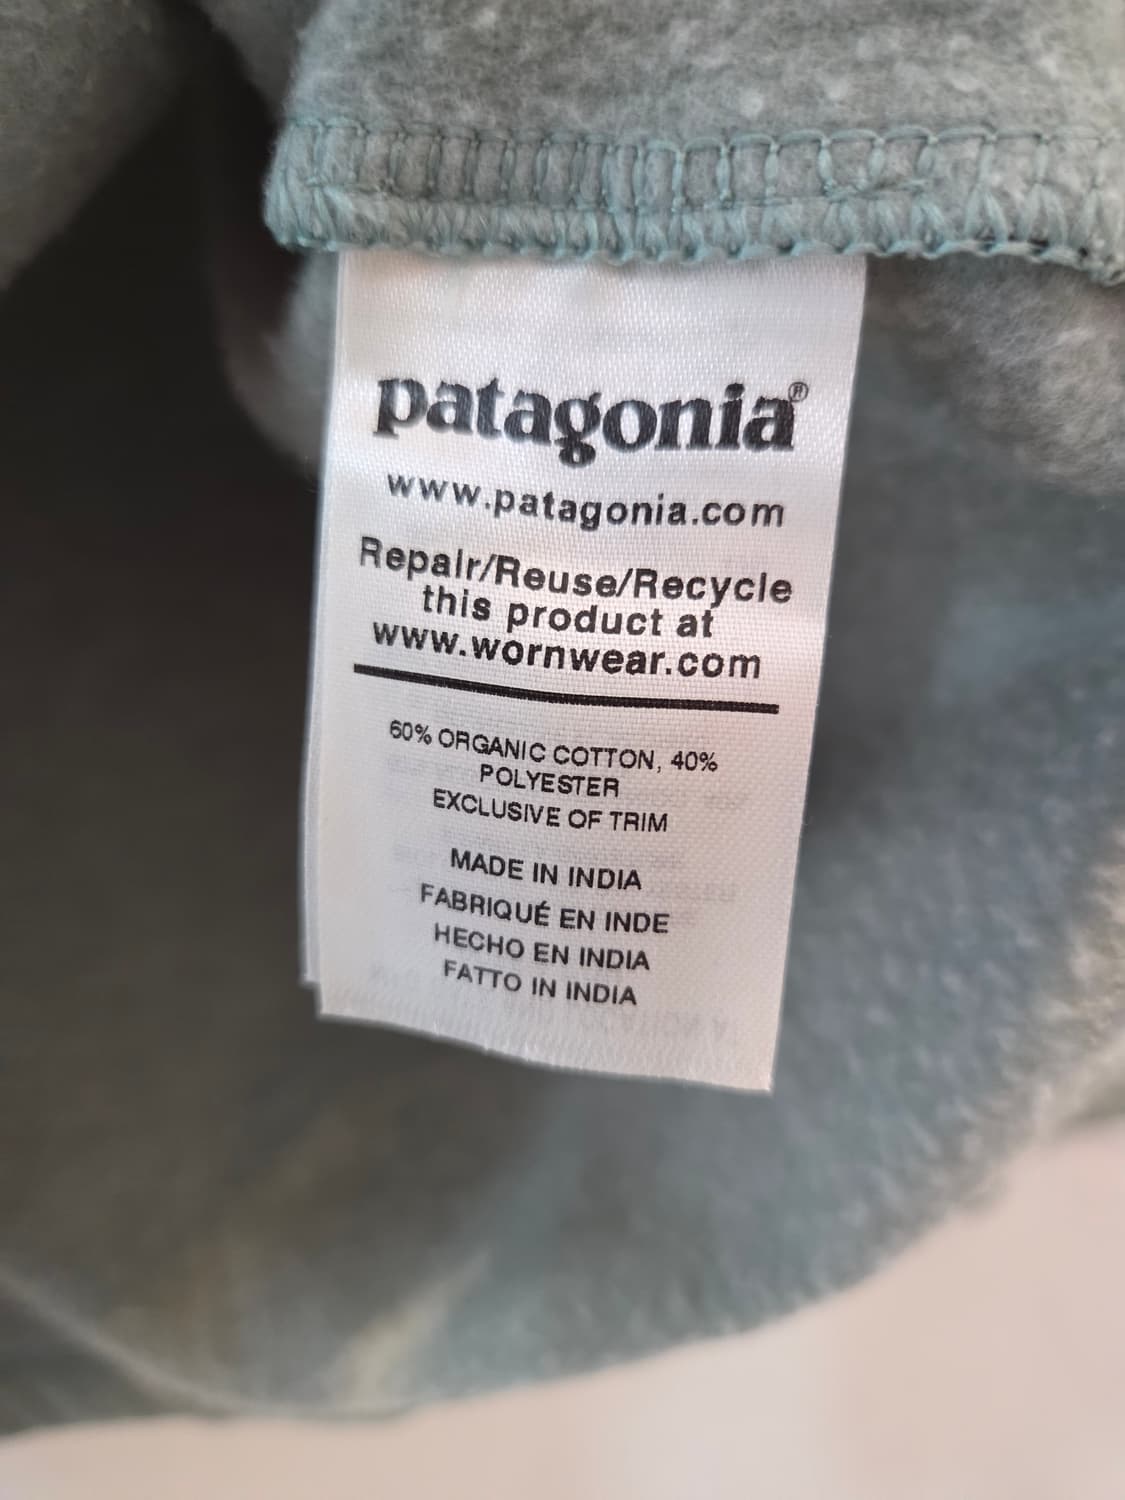 patagonia®
www.patagonia.com
Repair/Reuse/Recycle
this product at
www.wornwear.com
60% ORGANIC COTTON, 40%
POLYESTER
EXCLUSIVE OF TRIM
MADE IN INDIA
FABRIQUÉ EN INDE
HECHO EN INDIA
FATTO IN INDIA